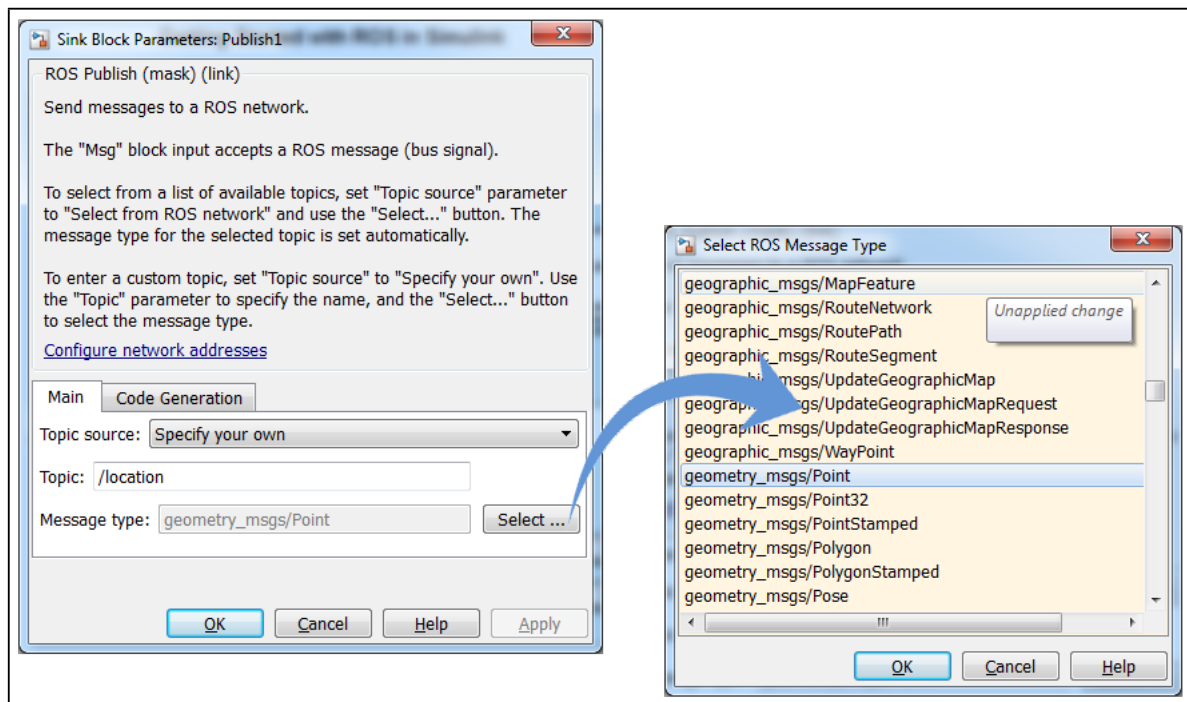 Sink Block Parameters: Publish1
with ROS in Simulink
ROS Publish (mask) (link)
Send messages to a ROS network.
The "Msg" block input accepts a ROS message (bus signal).
To select from a list of available topics, set "Topic source" parameter
to "Select from ROS network" and use the "Select..." button. The
message type for the selected topic is set automatically.
To enter a custom topic, set "Topic source" to "Specify your own". Use
the "Topic" parameter to specify the name, and the "Select..." button
to select the message type.
Configure network addresses
Main
Code Generation
Topic source: Specify your own
Topic: /location
Message type: geometry_msgs/Point
Select ...
OK
Cancel
Help
Apply
Select ROS Message Type
geographic_msgs/MapFeature
geographic_msgs/RouteNetwork
geographic_msgs/RoutePath
geographic_msgs/RouteSegment
geographic_msgs/UpdateGeographicMap
geographic_msgs/UpdateGeographicMapRequest
geographic_msgs/UpdateGeographicMapResponse
geographic_msgs/WayPoint
geometry_msgs/Point
geometry_msgs/Point32
geometry_msgs/PointStamped
geometry_msgs/Polygon
geometry_msgs/PolygonStamped
geometry_msgs/Pose
Unapplied change
OK
Cancel
Help